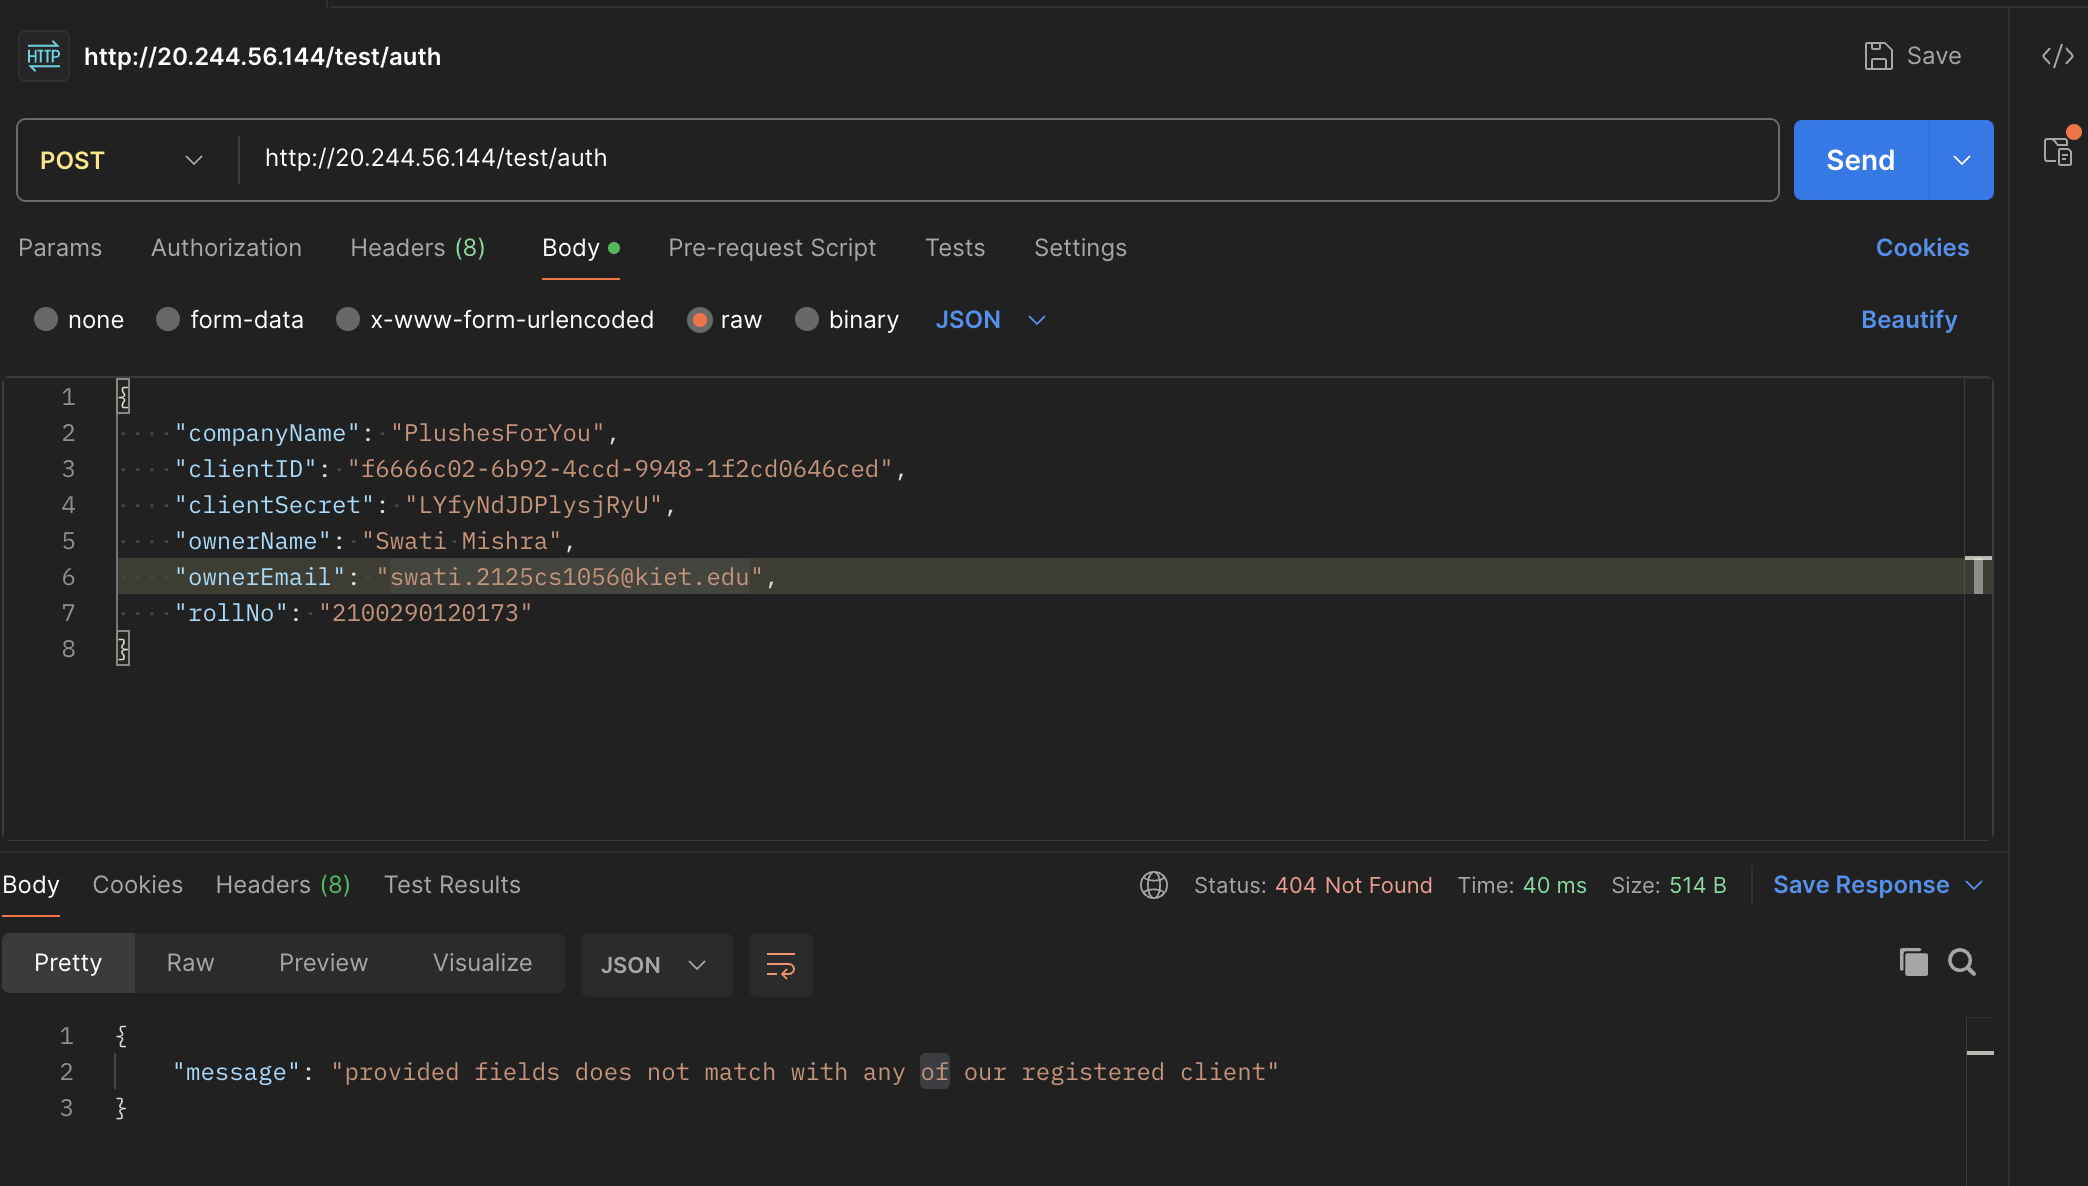 HTTP http://20.244.56.144/test/auth Save
POST http://20.244.56.144/test/auth Send
Params Authorization Headers (8) Body Pre-request Script Tests Settings Cookies
none form-data x-www-form-urlencoded raw binary JSON Beautify
1 {
2 "companyName": "PlushesForYou",
3 "clientID": "f6666c02-6b92-4ccd-9948-1f2cd0646ced",
4 "clientSecret": "LYfyNdJDPlysjRyU",
5 "ownerName": "Swati Mishra",
6 "ownerEmail": "swati.2125cs1056@kiet.edu",
7 "rollNo": "2100290120173"
8 }
Body Cookies Headers (8) Test Results Status: 404 Not Found Time: 40 ms Size: 514 B Save Response
Pretty Raw Preview Visualize JSON
1 {
2 "message": "provided fields does not match with any of our registered client"
3 }